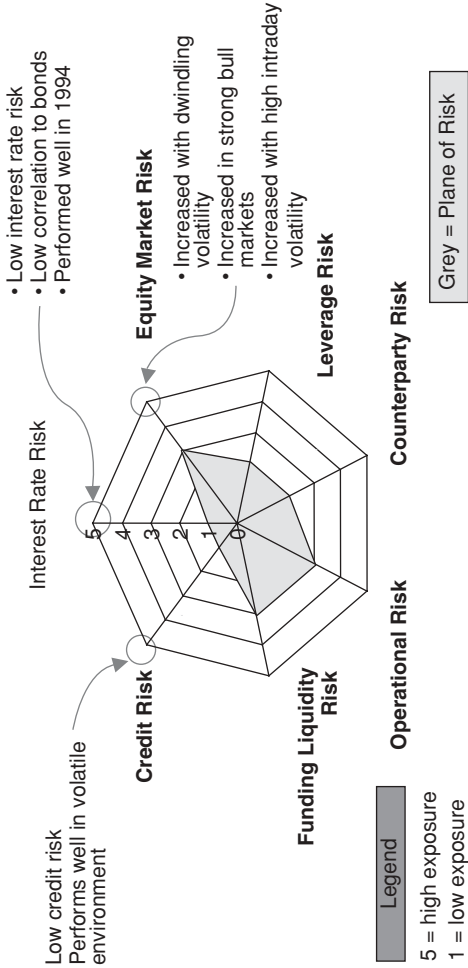 • Low interest rate risk
• Low correlation to bonds
• Performed well in 1994
Interest Rate Risk
Low credit risk
Performs well in volatile
environment
Credit Risk
5
4
3
2
1
0
Equity Market Risk
• Increased with dwindling
volatility
• Increased in strong bull
markets
• Increased with high intraday
volatility
Leverage Risk
Funding Liquidity
Risk
Operational Risk
Counterparty Risk
Legend
5 = high exposure
1 = low exposure
Grey = Plane of Risk